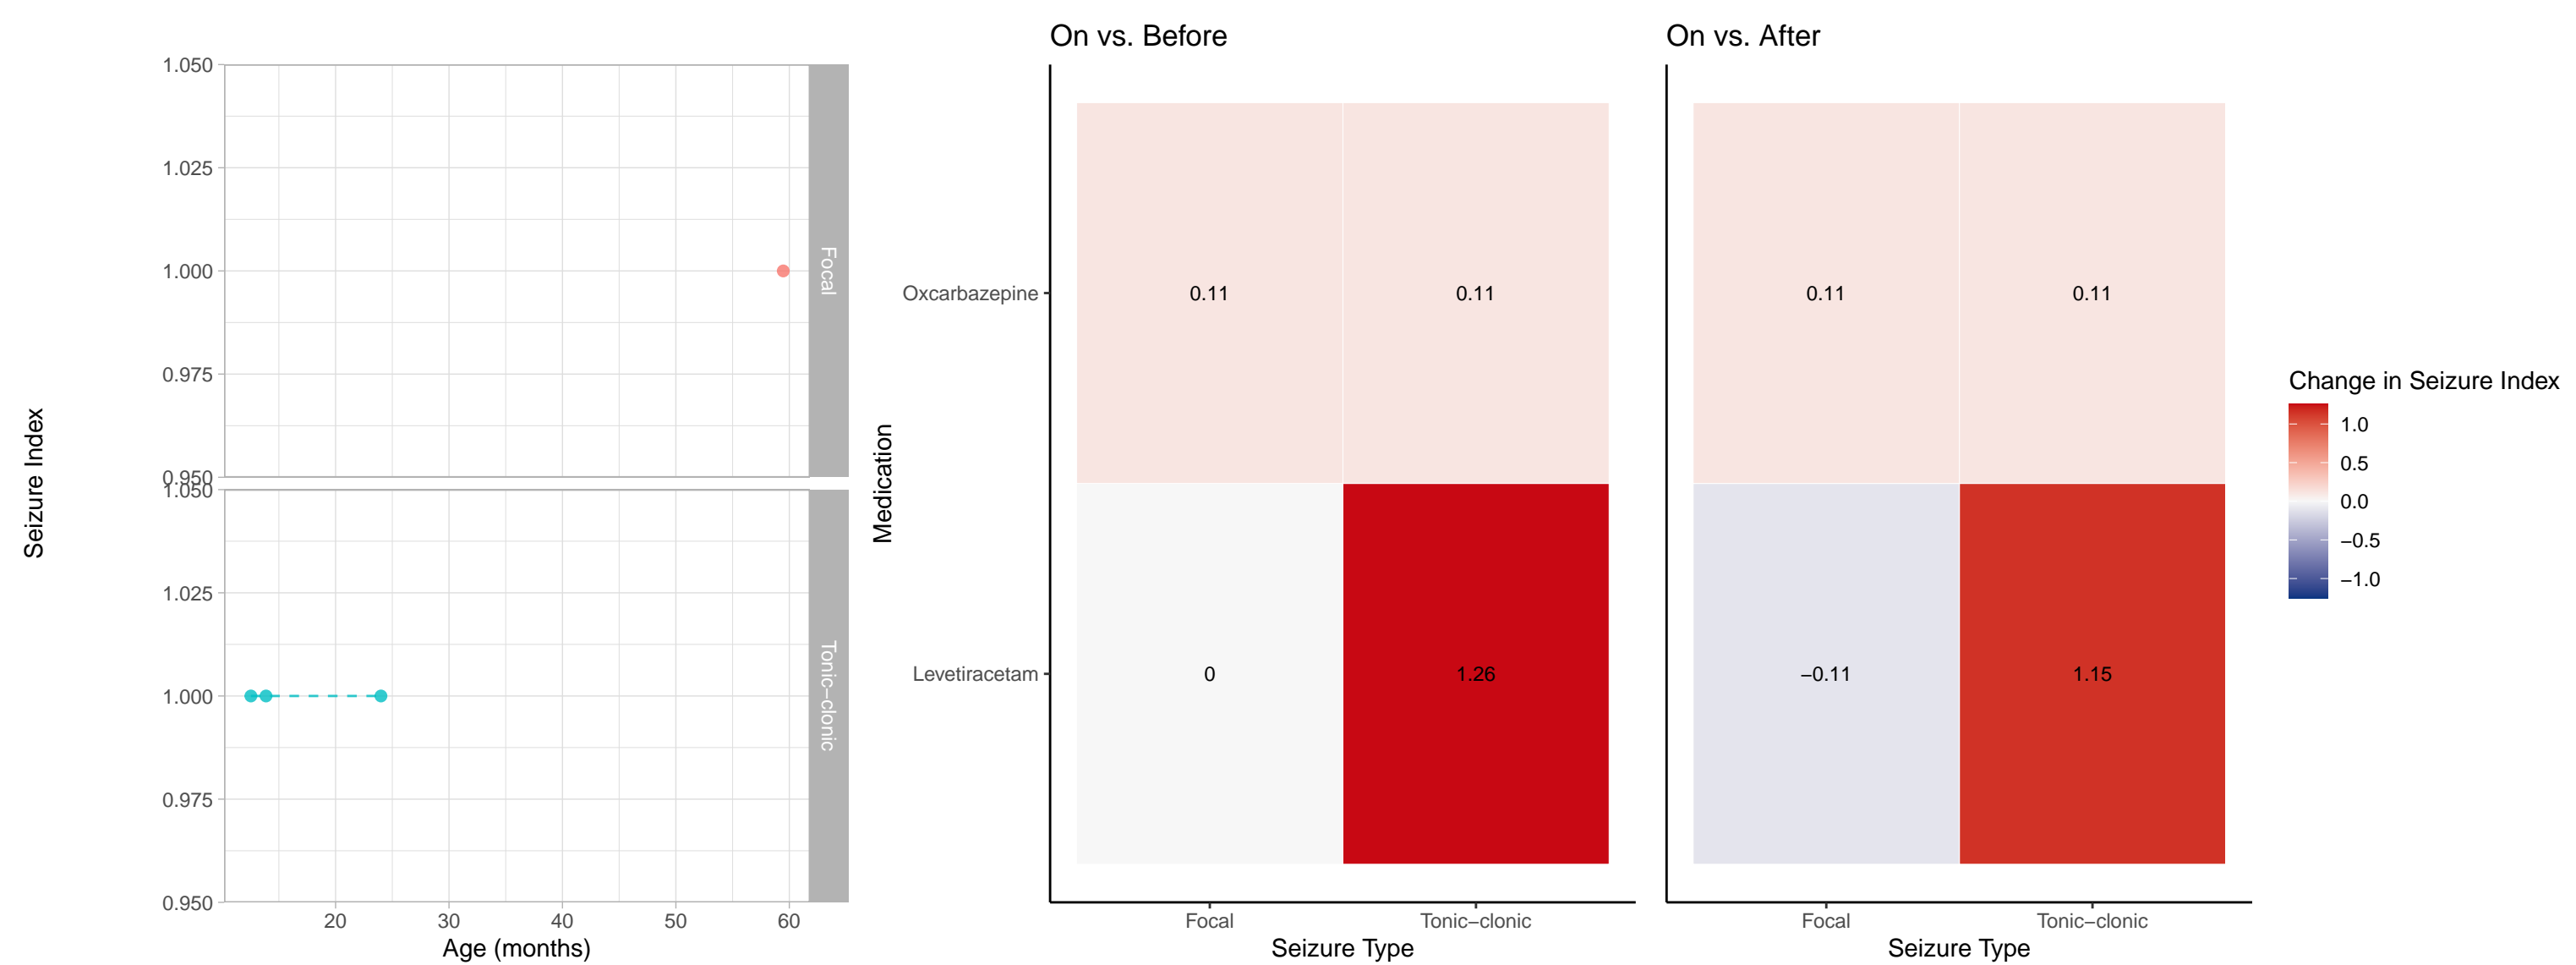 On vs. Before
On vs. After
Seizure Index
1.050
1.025
1.000
0.975
0.950
Focal
1.050
1.025
1.000
0.975
0.950
Tonic−clonic
20 30 40 50 60
Age (months)
Medication
Oxcarbazepine
0.11 0.11
0.11 0.11
Levetiracetam
0 1.26
−0.11 1.15
Focal Tonic−clonic
Seizure Type
Focal Tonic−clonic
Seizure Type
Change in Seizure Index
1.0
0.5
0.0
−0.5
−1.0